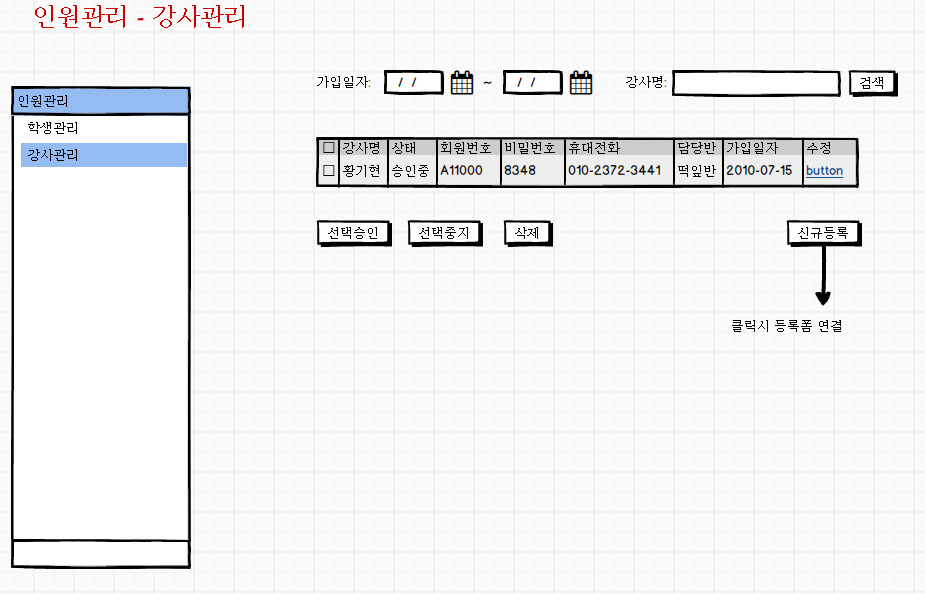 인원관리 - 강사관리
가입일자: / / ~ / / 강사명: 검색
인원관리
학생관리
강사관리
강사명 상태 회원번호 비밀번호 휴대전화 담당반 가입일자 수정
황기현 승인중 A11000 8348 010-2372-3441 떡잎반 2010-07-15 button
선택승인 선택중지 삭제 신규등록
클릭시 등록폼 연결